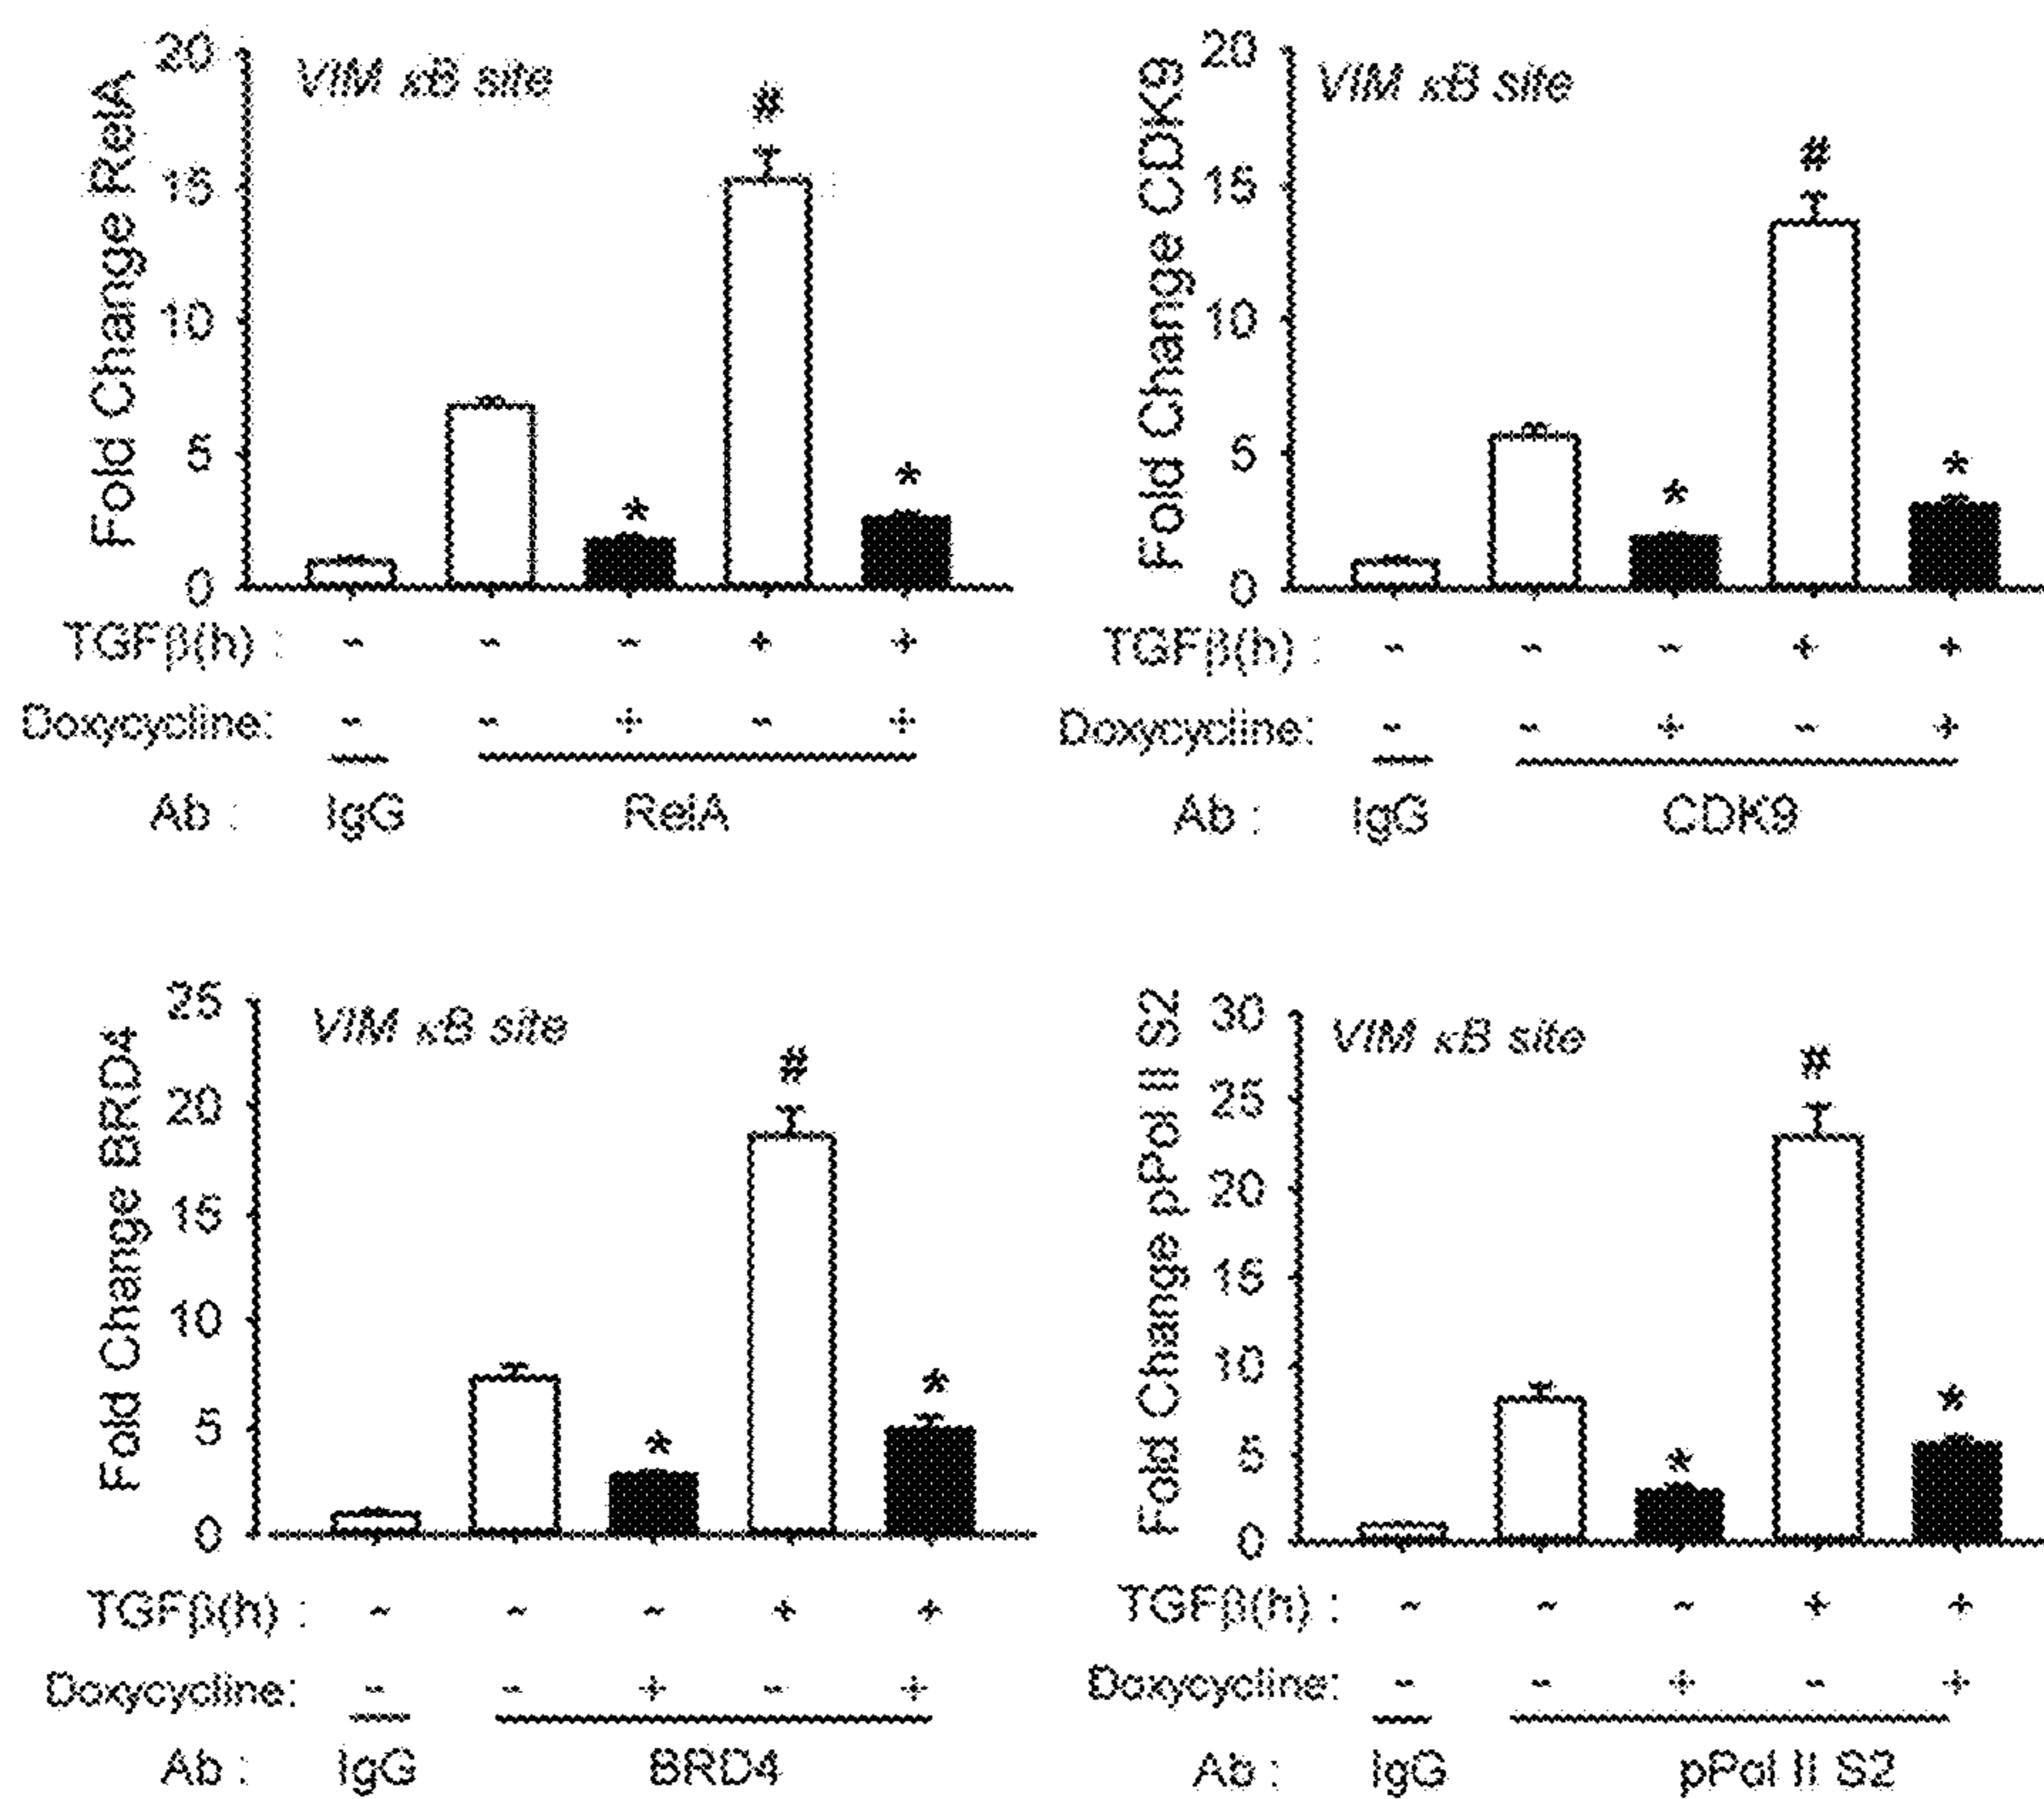 Fold Change RelA
20
15
10
5
0
VIM κB site
#
*
*
TGFβ(h) : - - - + +
Doxycycline: - - + - +
Ab : IgG RelA
Fold Change CDK9
20
15
10
5
0
VIM κB site
#
*
*
TGFβ(h) : - - - + +
Doxycycline: - - + - +
Ab : IgG CDK9
Fold Change BRD4
25
20
15
10
5
0
VIM κB site
#
*
*
TGFβ(h) : - - - + +
Doxycycline: - - + - +
Ab : IgG BRD4
Fold Change pPol II S2
30
25
20
15
10
5
0
VIM κB site
#
*
*
TGFβ(h) : - - - + +
Doxycycline: - - + - +
Ab : IgG pPol II S2